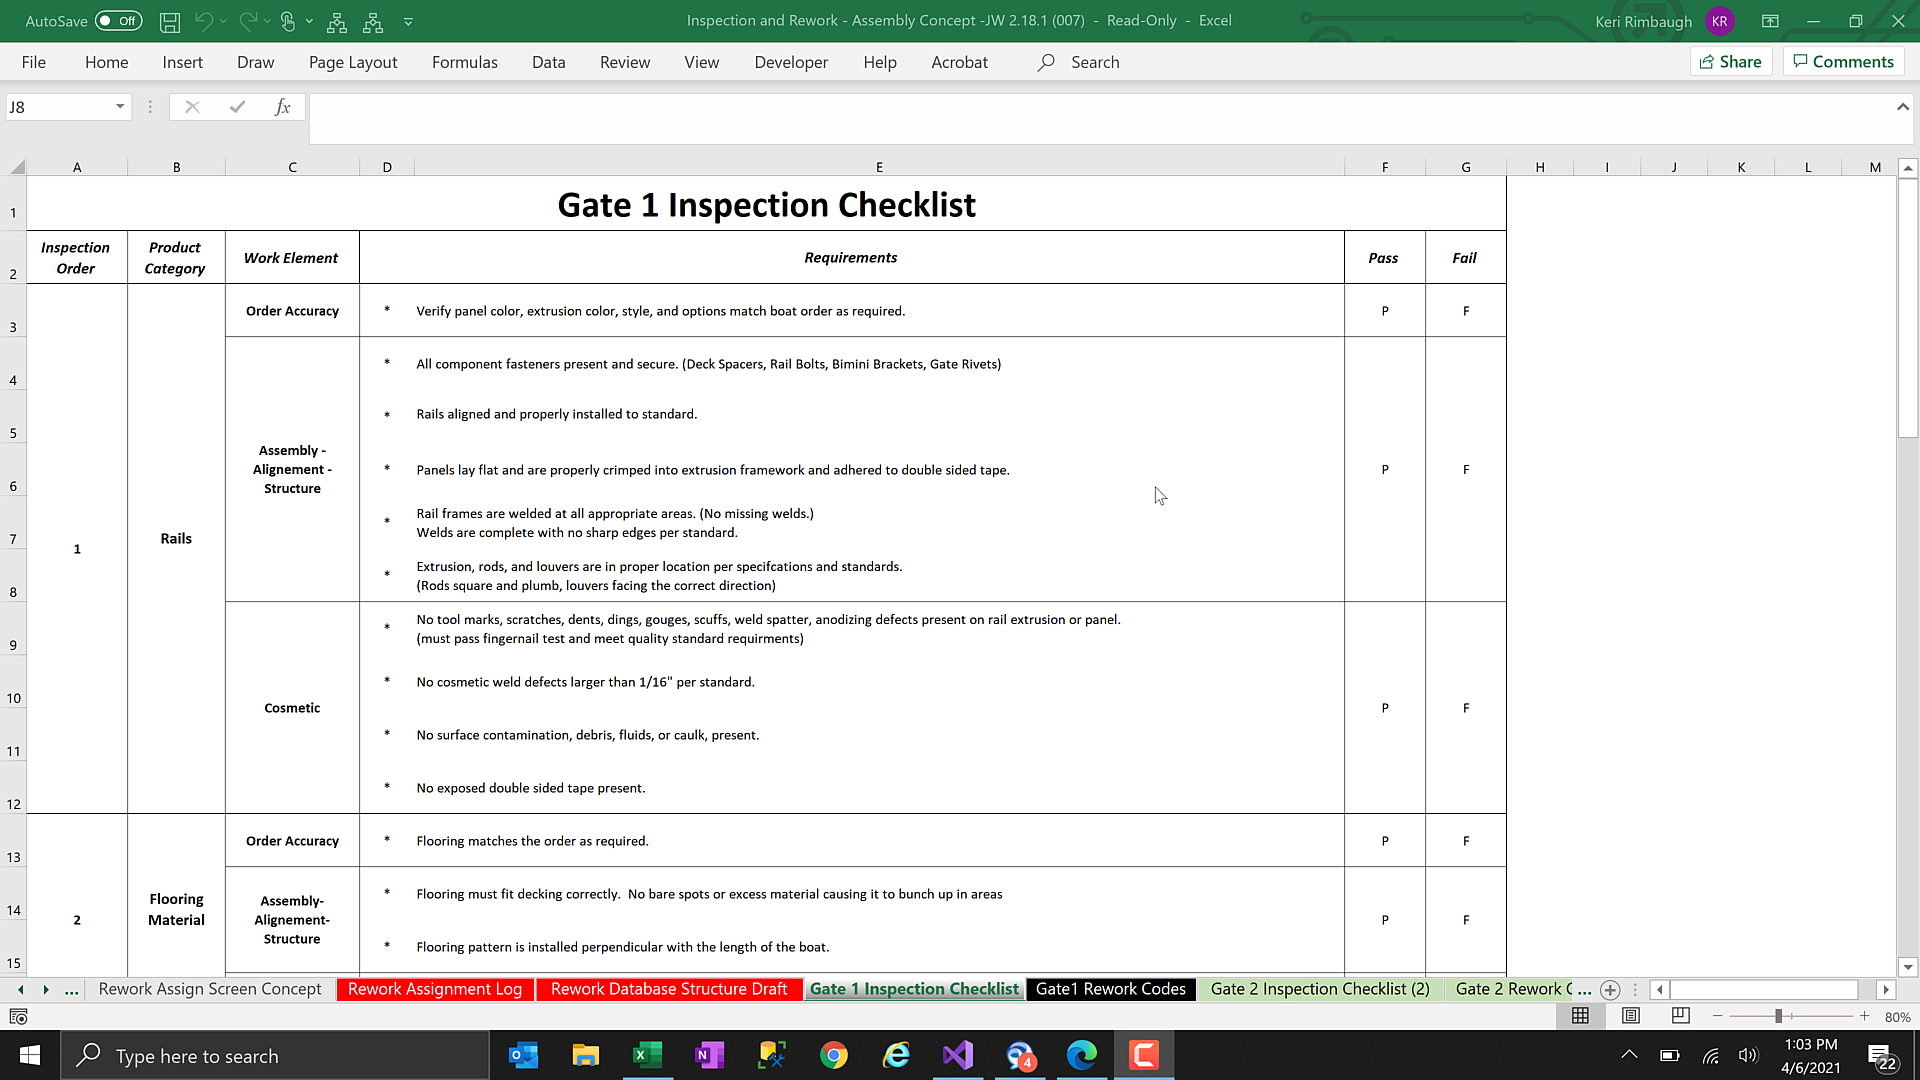 AutoSave Off
Inspection and Rework - Assembly Concept -JW 2.18.1 (007) - Read-Only - Excel
Keri Rimbaugh KR
File Home Insert Draw Page Layout Formulas Data Review View Developer Help Acrobat Search Share Comments
J8 fx
A B C D E F G H I J K L M
1 Gate 1 Inspection Checklist
2 Inspection Order Product Category Work Element Requirements Pass Fail
1 Rails
3 Order Accuracy * Verify panel color, extrusion color, style, and options match boat order as required. P F
Assembly -
Alignement -
Structure
P F
4 * All component fasteners present and secure. (Deck Spacers, Rail Bolts, Bimini Brackets, Gate Rivets)
5 * Rails aligned and properly installed to standard.
6 * Panels lay flat and are properly crimped into extrusion framework and adhered to double sided tape.
7 * Rail frames are welded at all appropriate areas. (No missing welds.)
Welds are complete with no sharp edges per standard.
8 * Extrusion, rods, and louvers are in proper location per specifcations and standards.
(Rods square and plumb, louvers facing the correct direction)
Cosmetic P F
9 * No tool marks, scratches, dents, dings, gouges, scuffs, weld spatter, anodizing defects present on rail extrusion or panel.
(must pass fingernail test and meet quality standard requirments)
10 * No cosmetic weld defects larger than 1/16" per standard.
11 * No surface contamination, debris, fluids, or caulk, present.
12 * No exposed double sided tape present.
2 Flooring Material
13 Order Accuracy * Flooring matches the order as required. P F
Assembly-
Alignement-
Structure
P F
14 * Flooring must fit decking correctly. No bare spots or excess material causing it to bunch up in areas
15 * Flooring pattern is installed perpendicular with the length of the boat.
... Rework Assign Screen Concept Rework Assignment Log Rework Database Structure Draft Gate 1 Inspection Checklist Gate1 Rework Codes Gate 2 Inspection Checklist (2) Gate 2 Rework C ...
80%
Type here to search
4
1:03 PM
4/6/2021
22